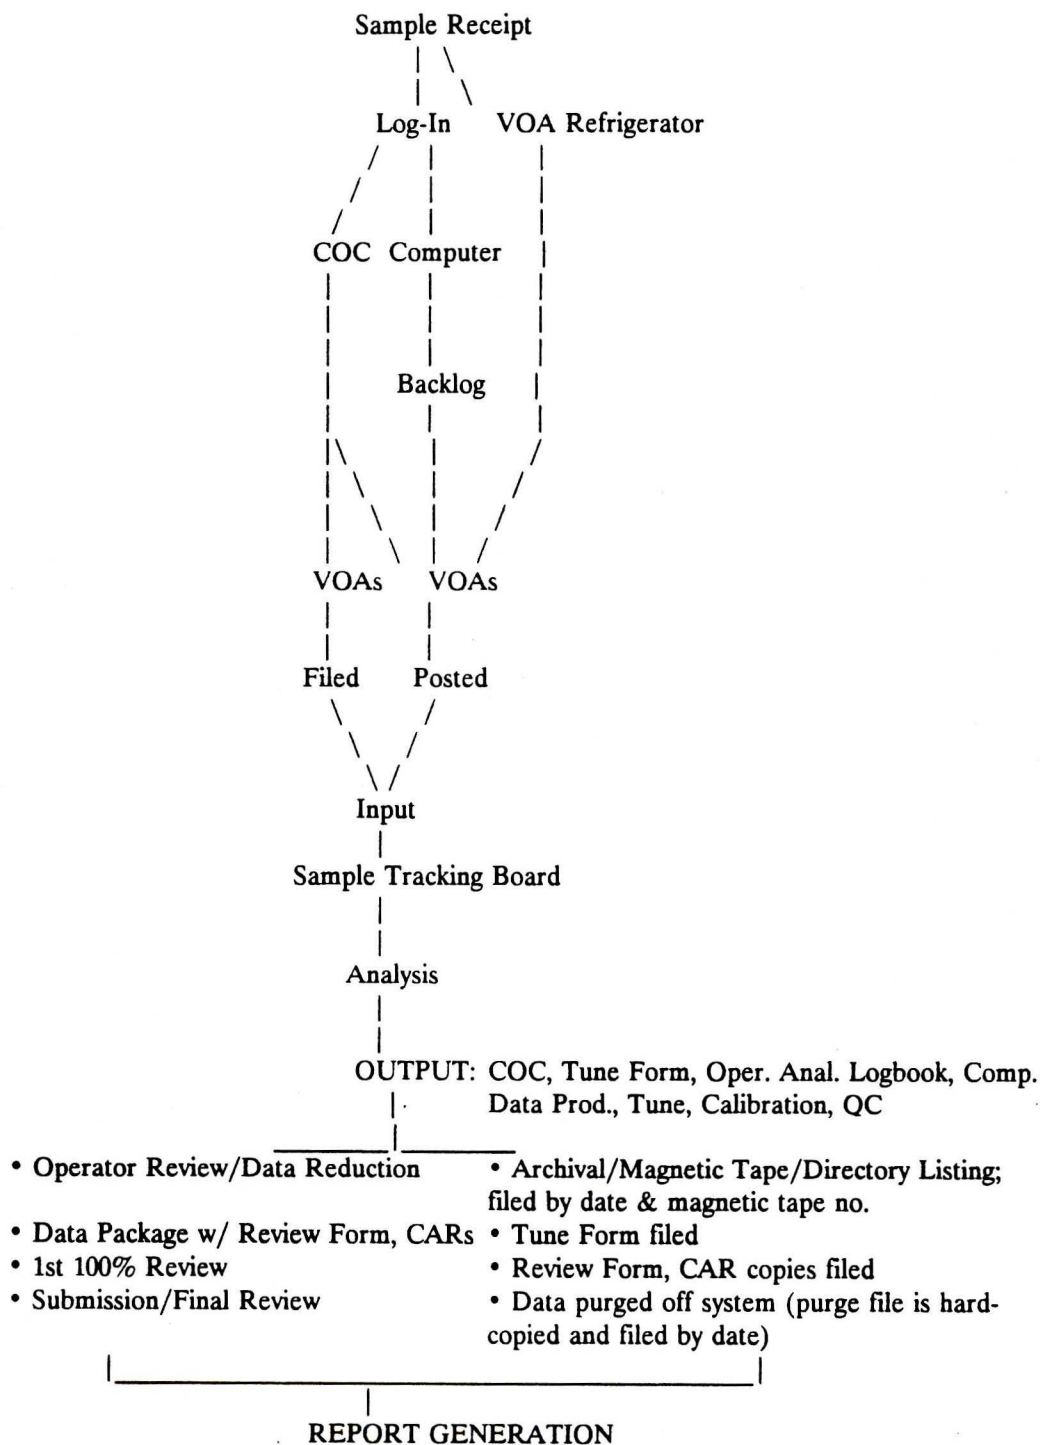 Sample Receipt
Log-In VOA Refrigerator
COC Computer
Backlog
VOAs VOAs
Filed Posted
Input
Sample Tracking Board
Analysis
OUTPUT: COC, Tune Form, Oper. Anal. Logbook, Comp.
Data Prod., Tune, Calibration, QC
• Operator Review/Data Reduction
• Data Package w/ Review Form, CARs
• 1st 100% Review
• Submission/Final Review
• Archival/Magnetic Tape/Directory Listing;
filed by date & magnetic tape no.
• Tune Form filed
• Review Form, CAR copies filed
• Data purged off system (purge file is hard-
copied and filed by date)
REPORT GENERATION